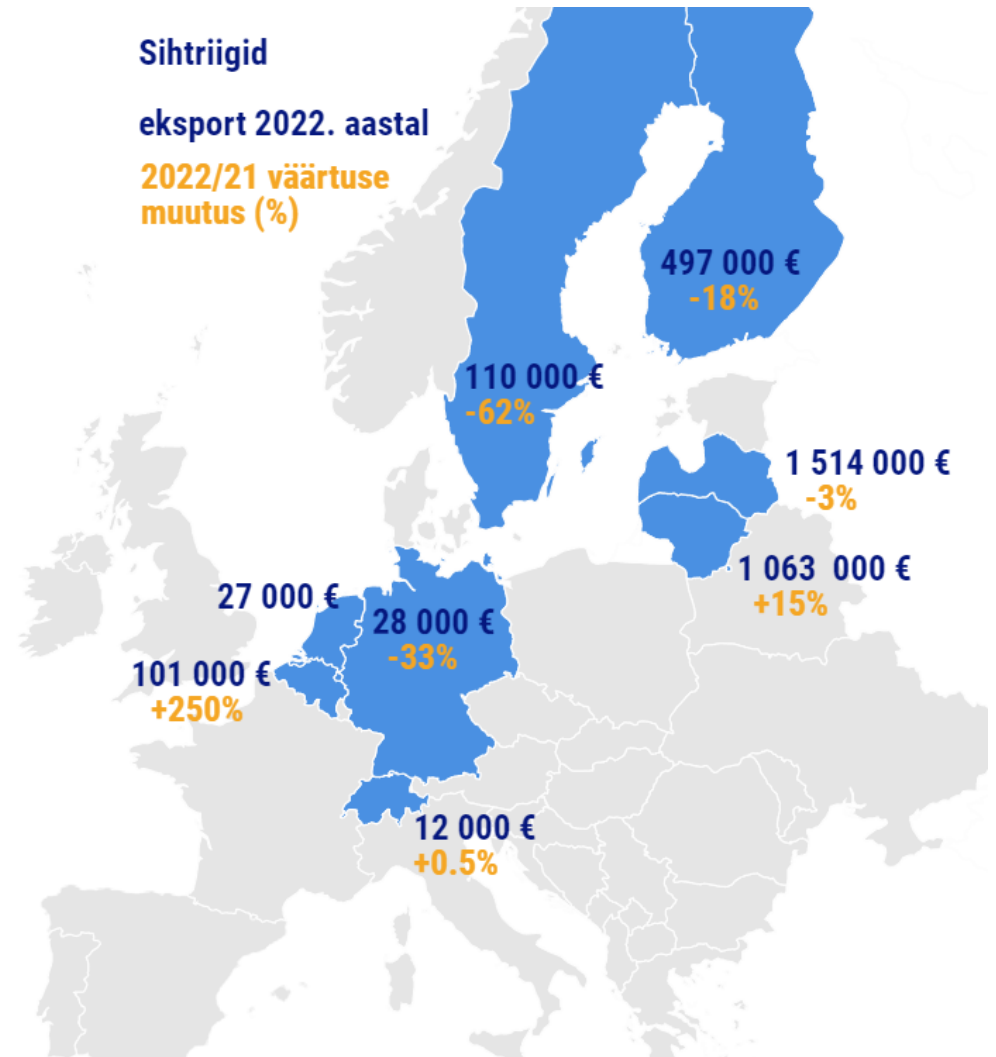 Sihtriigid
eksport 2022. aastal
2022/21 väärtuse
muutus (%)
497 000 €
-18%
110 000 €
-62%
1 514 000 €
-3%
1 063 000 €
+15%
27 000 €
28 000 €
-33%
101 000 €
+250%
12 000 €
+0.5%